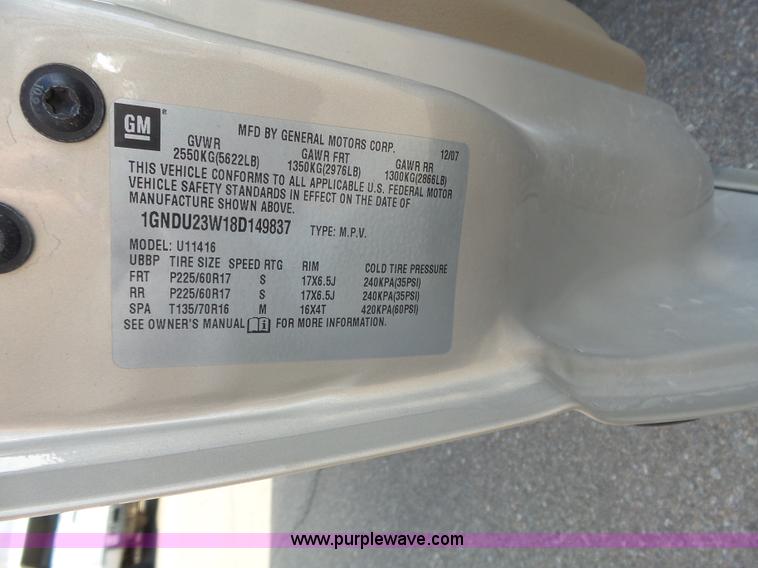 GM
MFD BY GENERAL MOTORS CORP. 12/07
GVWR GAWR FRT GAWR RR
2550KG(5622LB) 1350KG(2976LB) 1300KG(2866LB)
THIS VEHICLE CONFORMS TO ALL APPLICABLE U.S. FEDERAL MOTOR
VEHICLE SAFETY STANDARDS IN EFFECT ON THE DATE OF
MANUFACTURE SHOWN ABOVE.
1GNDU23W18D149837 TYPE: M.P.V.
MODEL: U11416
UBBP TIRE SIZE SPEED RTG RIM COLD TIRE PRESSURE
FRT P225/60R17 S 17X6.5J 240KPA(35PSI)
RR P225/60R17 S 17X6.5J 240KPA(35PSI)
SPA T135/70R16 M 16X4T 420KPA(60PSI)
SEE OWNER'S MANUAL FOR MORE INFORMATION.
www.purplewave.com